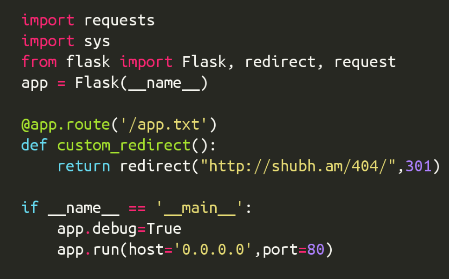 import requests
import sys
from flask import Flask, redirect, request
app = Flask(__name__)

@app.route('/app.txt')
def custom_redirect():
    return redirect("http://shubh.am/404/",301)

if __name__ == '__main__':
    app.debug=True
    app.run(host='0.0.0.0',port=80)